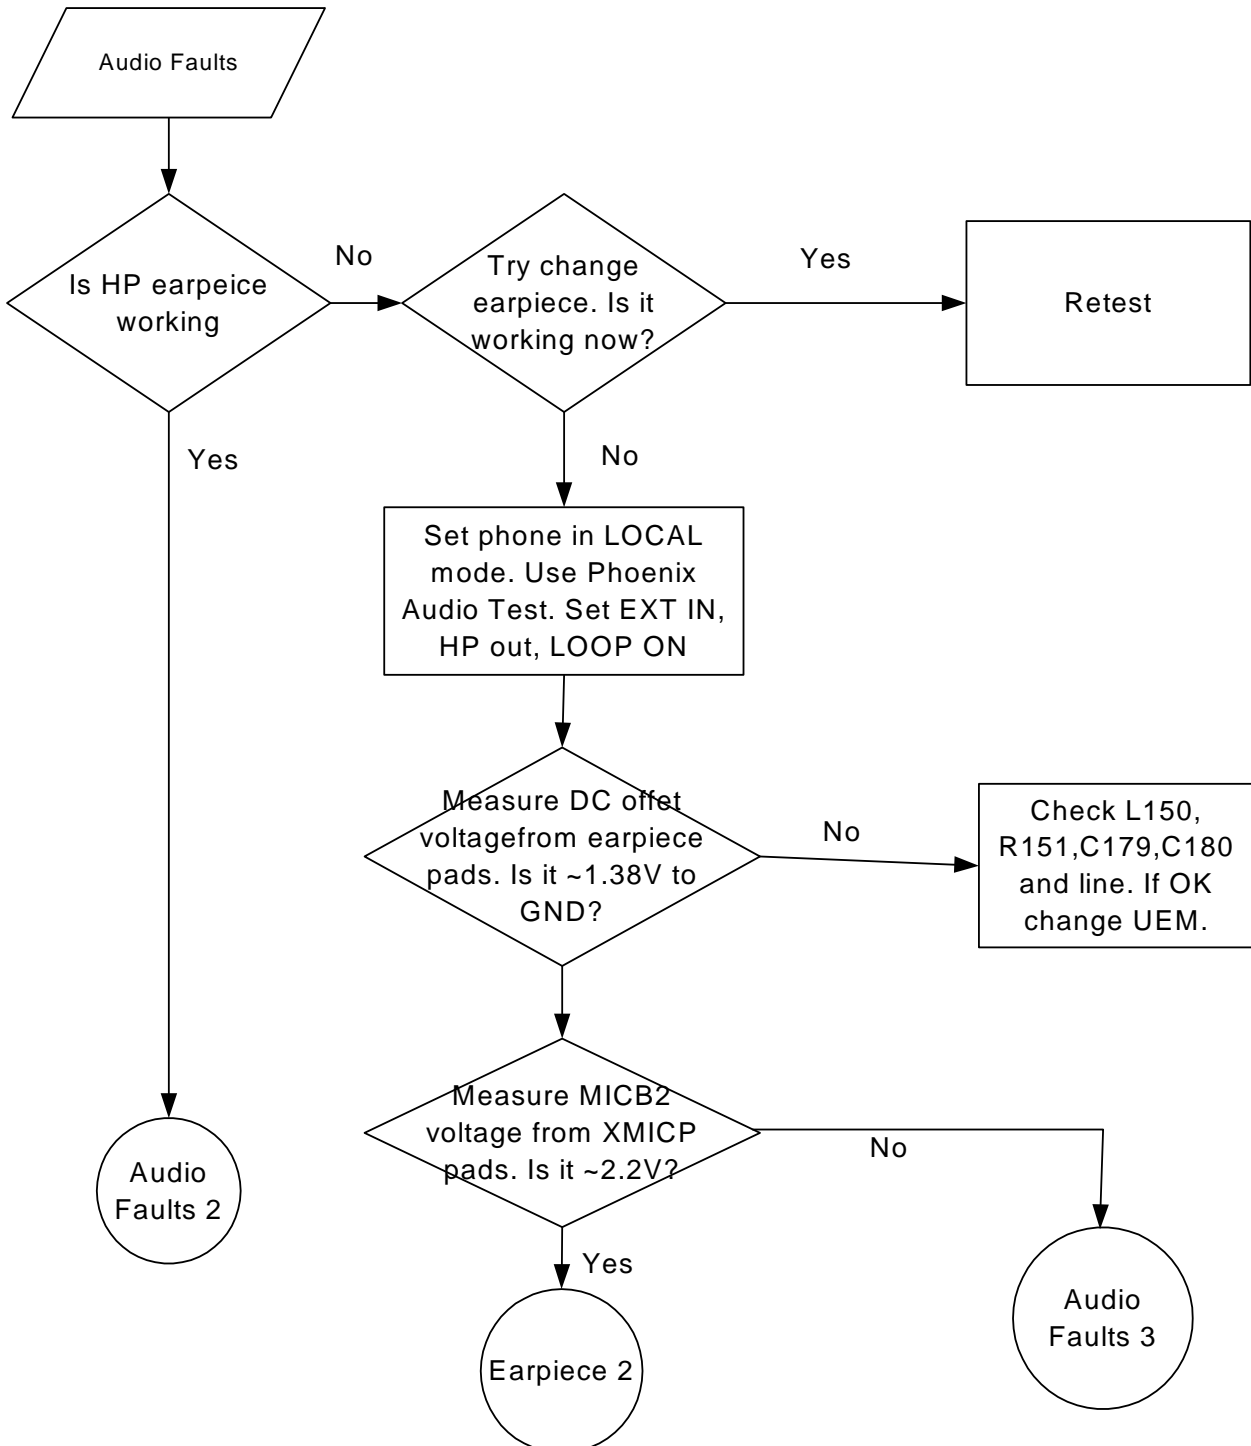 Audio Faults
Is HP earpeice
working
No
Try change
earpiece. Is it
working now?
Yes
Retest
Yes
No
Set phone in LOCAL
mode. Use Phoenix
Audio Test. Set EXT IN,
HP out, LOOP ON
Measure DC offet
voltagefrom earpiece
pads. Is it ~1.38V to
GND?
No
Check L150,
R151,C179,C180
and line. If OK
change UEM.
Measure MICB2
voltage from XMICP
pads. Is it ~2.2V?
No
Audio
Faults 2
Yes
Earpiece 2
Audio
Faults 3